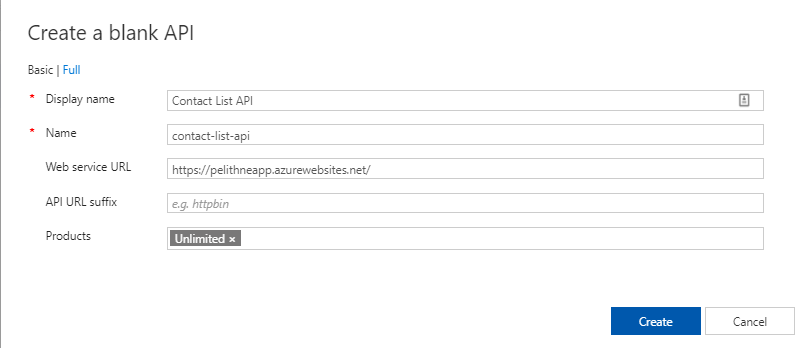 Create a blank API
Basic | Full
* Display name Contact List API
* Name contact-list-api
Web service URL https://pelithneapp.azurewebsites.net/
API URL suffix e.g. httpbin
Products Unlimited ×
Create Cancel